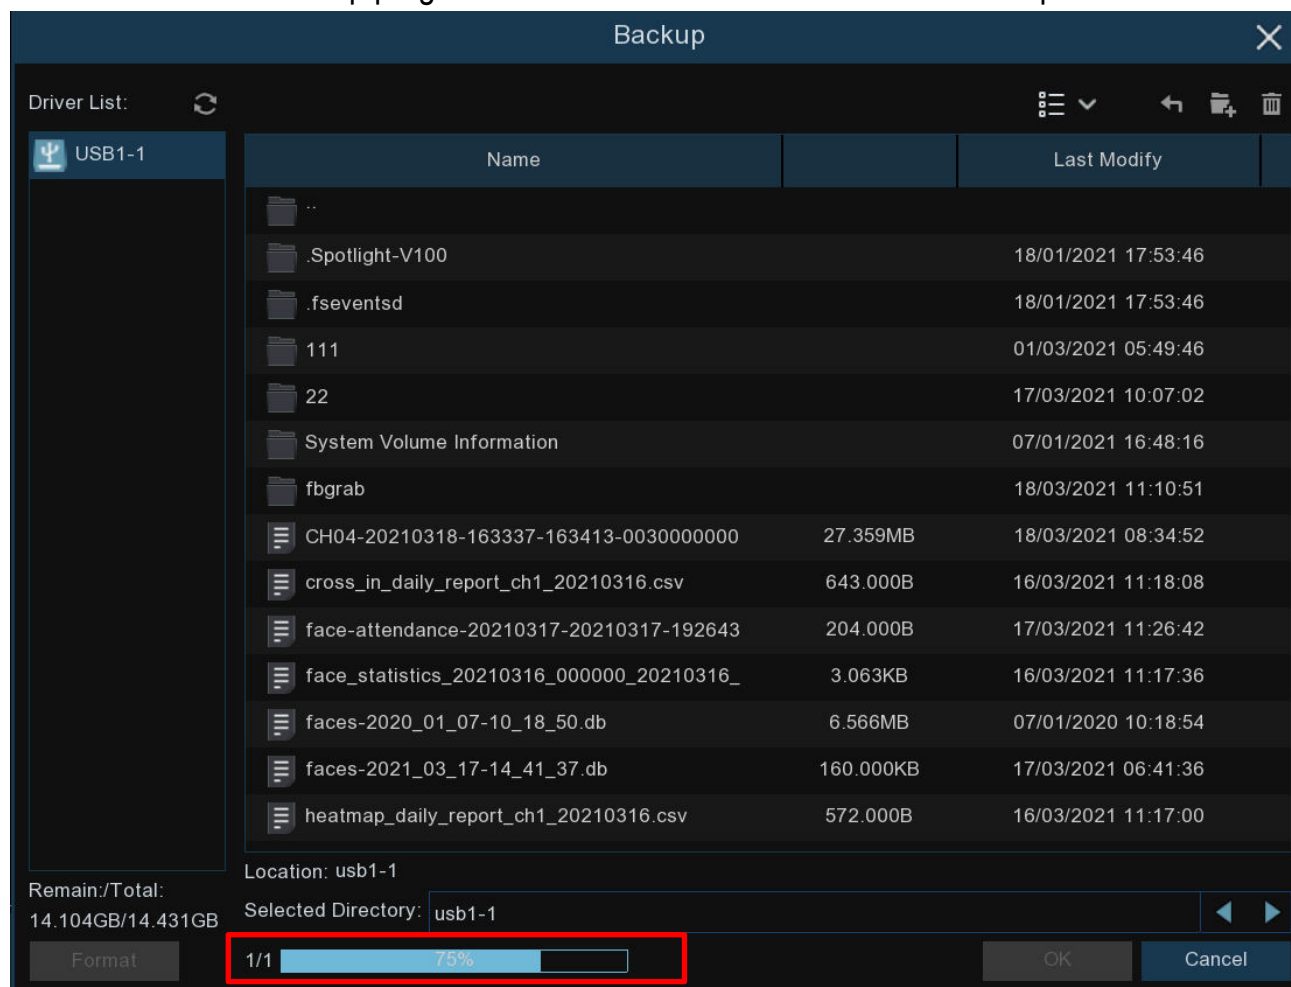 Backup
Driver List:
USB1-1
Name Last Modify
..
.Spotlight-V100 18/01/2021 17:53:46
.fseventsd 18/01/2021 17:53:46
111 01/03/2021 05:49:46
22 17/03/2021 10:07:02
System Volume Information 07/01/2021 16:48:16
fbgrab 18/03/2021 11:10:51
CH04-20210318-163337-163413-0030000000 27.359MB 18/03/2021 08:34:52
cross_in_daily_report_ch1_20210316.csv 643.000B 16/03/2021 11:18:08
face-attendance-20210317-20210317-192643 204.000B 17/03/2021 11:26:42
face_statistics_20210316_000000_20210316_ 3.063KB 16/03/2021 11:17:36
faces-2020_01_07-10_18_50.db 6.566MB 07/01/2020 10:18:54
faces-2021_03_17-14_41_37.db 160.000KB 17/03/2021 06:41:36
heatmap_daily_report_ch1_20210316.csv 572.000B 16/03/2021 11:17:00
Location: usb1-1
Remain:/Total:
14.104GB/14.431GB
Selected Directory: usb1-1
Format
1/1 75%
OK
Cancel